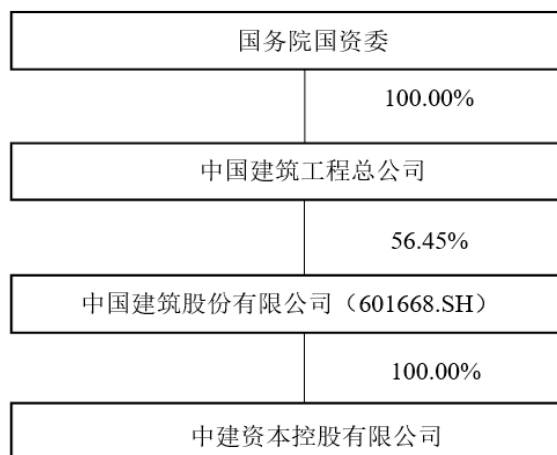 国务院国资委
100.00%
中国建筑工程总公司
56.45%
中国建筑股份有限公司（601668.SH）
100.00%
中建资本控股有限公司